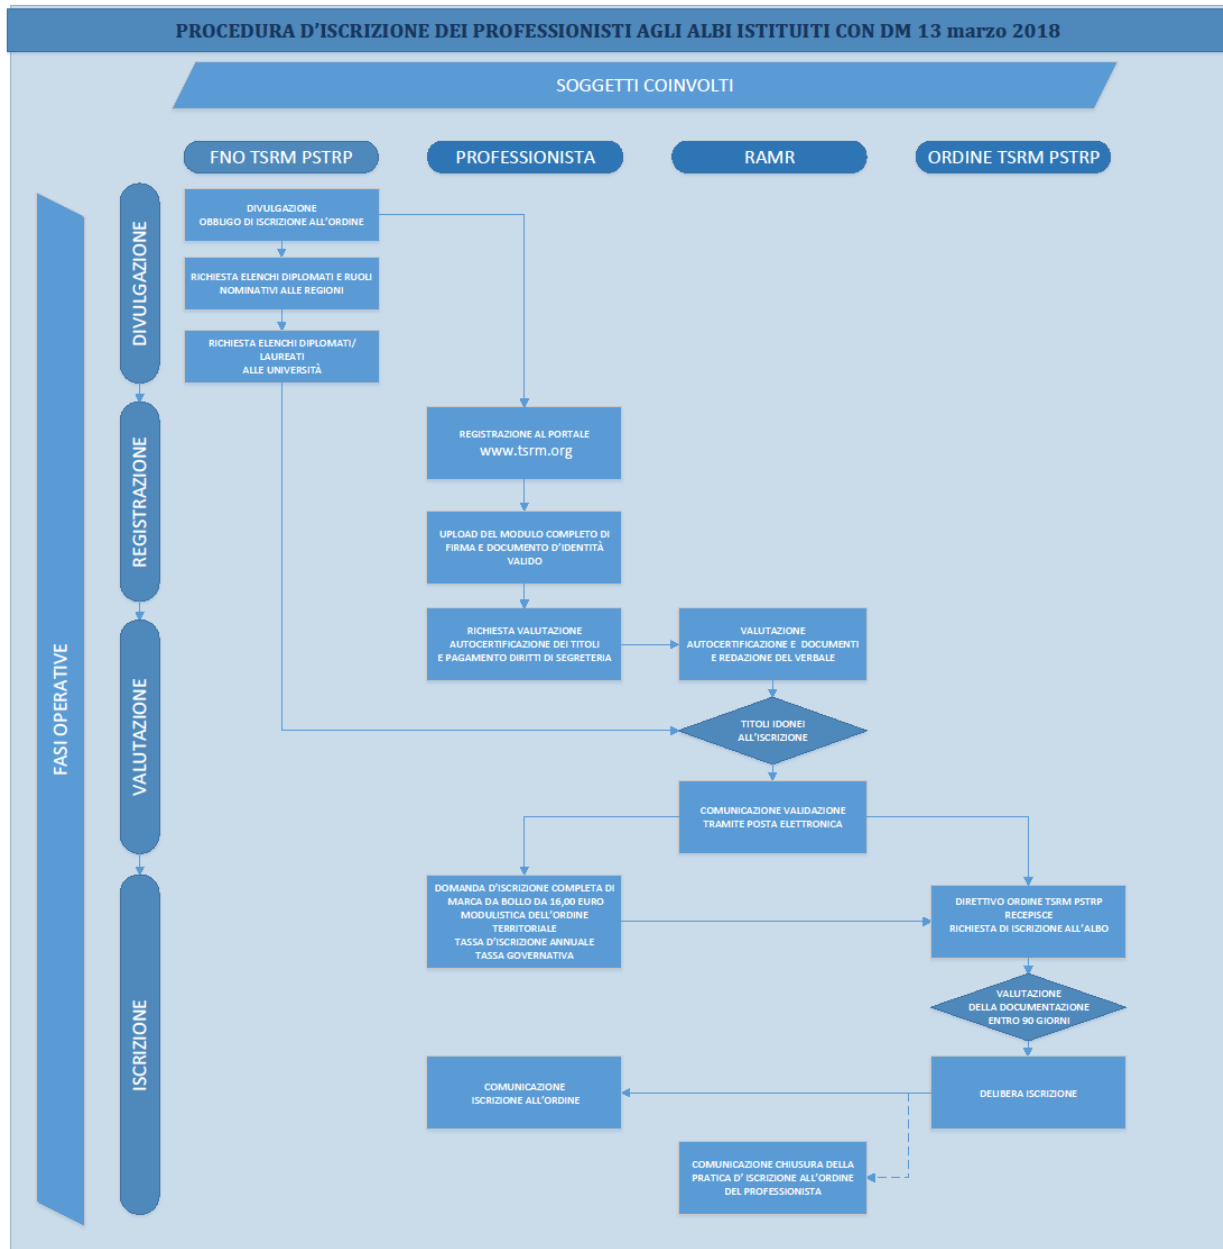 PROCEDURA D'ISCRIZIONE DEI PROFESSIONISTI AGLI ALBI ISTITUITI CON DM 13 marzo 2018
SOGGETTI COINVOLTI
FNO TSRM PSTRP
PROFESSIONISTA
RAMR
ORDINE TSRM PSTRP
FASI OPERATIVE
DIVULGAZIONE
DIVULGAZIONE
OBBLIGO DI ISCRIZIONE ALL'ORDINE
RICHIESTA ELENCHI DIPLOMATI E RUOLI
NOMINATIVI ALLE REGIONI
RICHIESTA ELENCHI DIPLOMATI/
LAUREATI
ALLE UNIVERSITÀ
REGISTRAZIONE
REGISTRAZIONE AL PORTALE
www.tsrm.org
UPLOAD DEL MODULO COMPLETO DI
FIRMA E DOCUMENTO D'IDENTITÀ
VALIDO
VALUTAZIONE
RICHIESTA VALUTAZIONE
AUTOCERTIFICAZIONE DEI TITOLI
E PAGAMENTO DIRITTI DI SEGRETERIA
VALUTAZIONE
AUTOCERTIFICAZIONE E DOCUMENTI
E REDAZIONE DEL VERBALE
TITOLI IDONEI
ALL'ISCRIZIONE
COMUNICAZIONE VALIDAZIONE
TRAMITE POSTA ELETTRONICA
ISCRIZIONE
DOMANDA D'ISCRIZIONE COMPLETA DI
MARCA DA BOLLO DA 16,00 EURO
MODULISTICA DELL'ORDINE
TERRITORIALE
TASSA D'ISCRIZIONE ANNUALE
TASSA GOVERNATIVA
DIRETTIVO ORDINE TSRM PSTRP
RECEPISCE
RICHIESTA DI ISCRIZIONE ALL'ALBO
VALUTAZIONE
DELLA DOCUMENTAZIONE
ENTRO 90 GIORNI
COMUNICAZIONE
ISCRIZIONE ALL'ORDINE
DELIBERA ISCRIZIONE
COMUNICAZIONE CHIUSURA DELLA
PRATICA D' ISCRIZIONE ALL'ORDINE
DEL PROFESSIONISTA